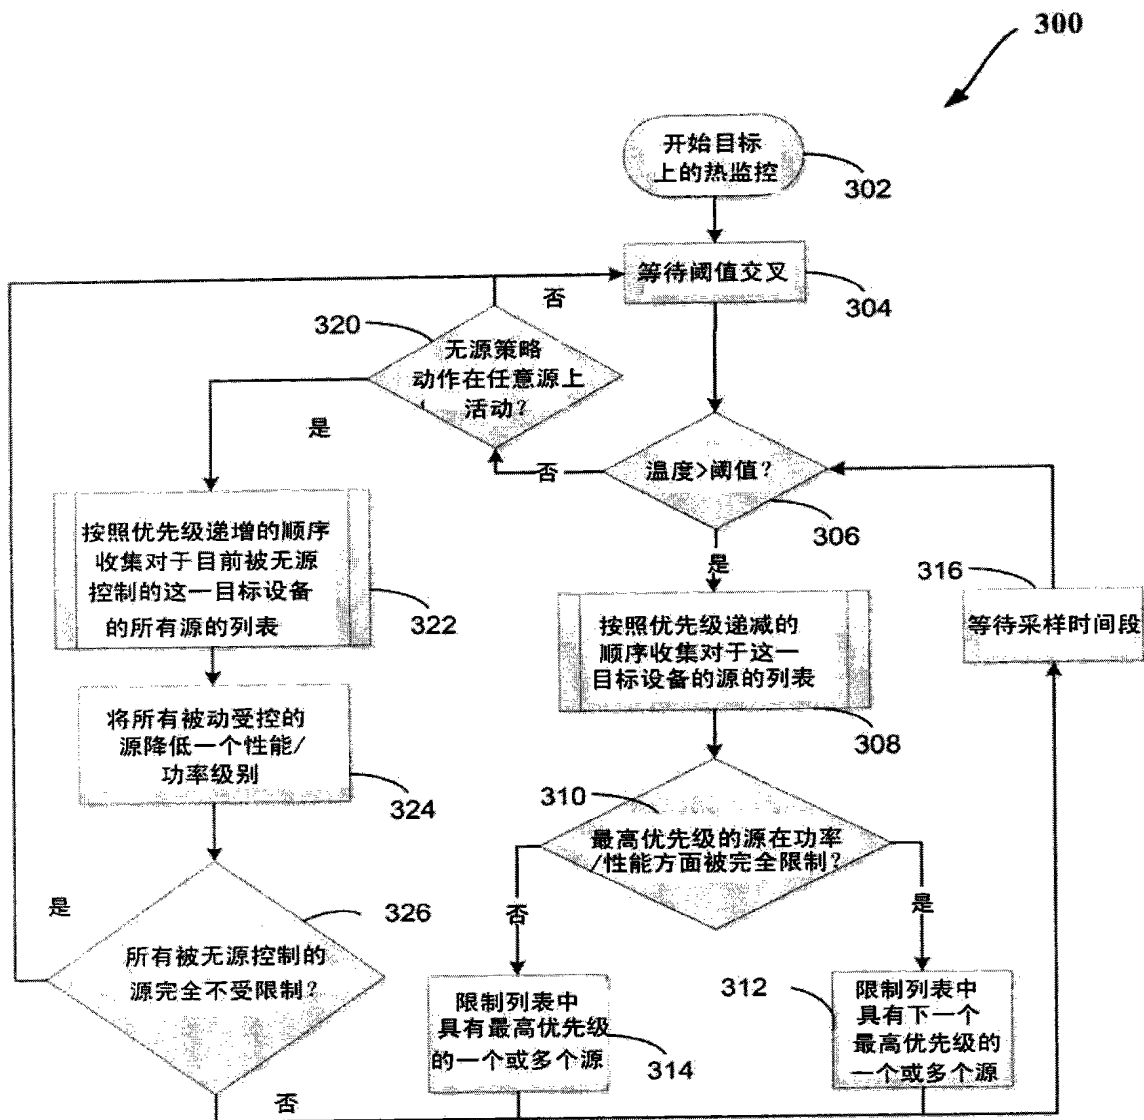 300
开始目标
上的热监控
302
等待阈值交叉
304
否
320
无源策略
动作在任意源上
活动？
是
否
温度>阈值？
306
是
按照优先级递增的顺序
收集对于目前被无源
控制的这一目标设备
的所有源的列表
322
316
等待采样时间段
按照优先级递减的
顺序收集对于这一
目标设备的源的列表
308
将所有被动受控的
源降低一个性能/
功率级别
324
310
最高优先级的源在功率
/性能方面被完全限制？
是
326
否
是
所有被无源控制的
源完全不受限制？
限制列表中
具有最高优先级
的一个或多个源
314
312
限制列表中
具有下一个
最高优先级的
一个或多个源
否